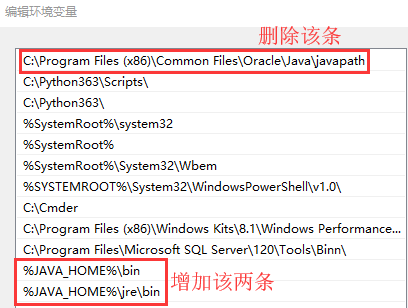 编辑环境变量
删除该条
C:\Program Files (x86)\Common Files\Oracle\Java\javapath
C:\Python363\Scripts\
C:\Python363\
%SystemRoot%\system32
%SystemRoot%
%SystemRoot%\System32\Wbem
%SYSTEMROOT%\System32\WindowsPowerShell\v1.0\
C:\Cmder
C:\Program Files (x86)\Windows Kits\8.1\Windows Performance...
C:\Program Files\Microsoft SQL Server\120\Tools\Binn\
%JAVA_HOME%\bin
%JAVA_HOME%\jre\bin
增加该两条